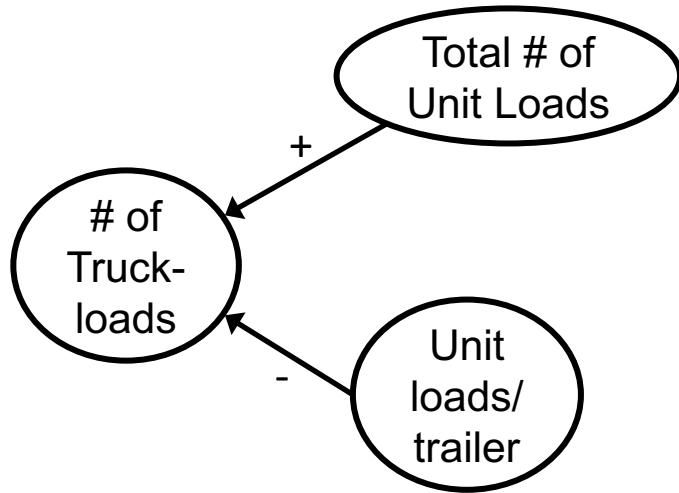 Total # of
Unit Loads
+
# of
Truck-
loads
-
Unit
loads/
trailer